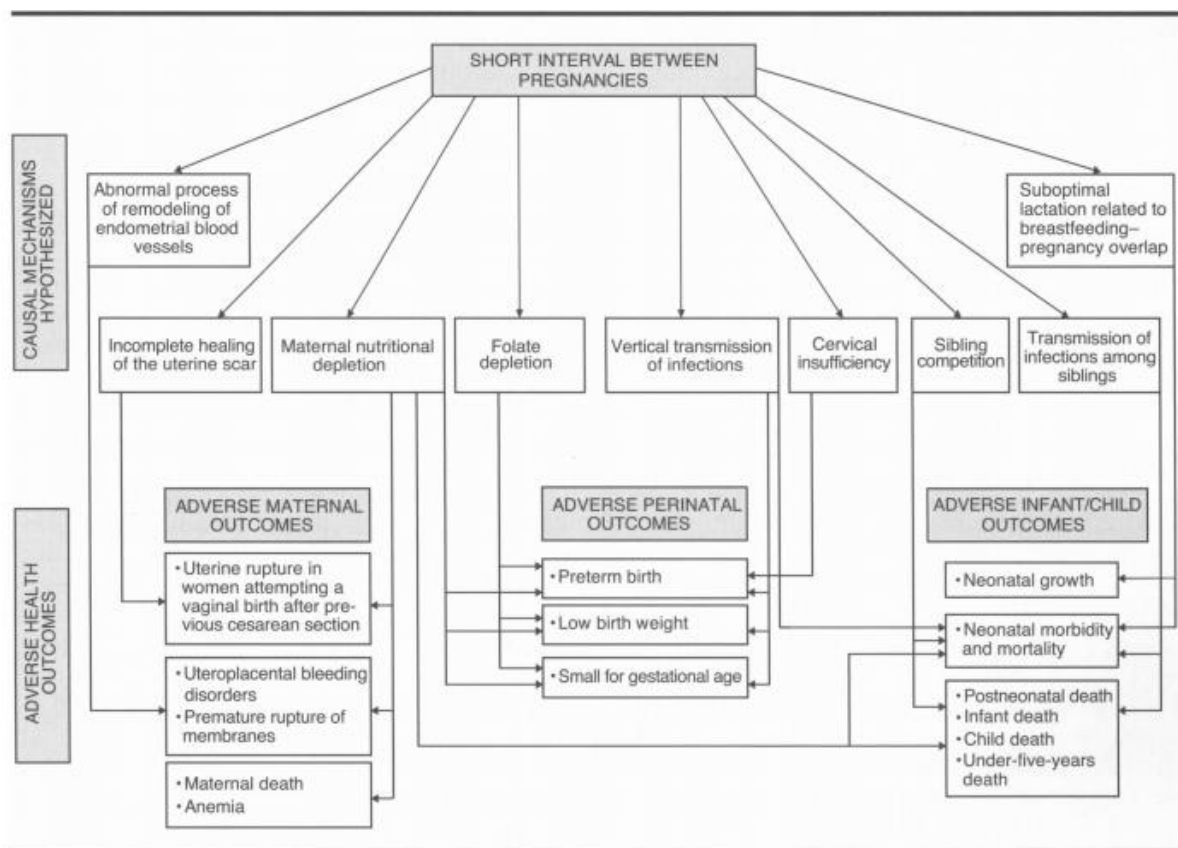 SHORT INTERVAL BETWEEN
PREGNANCIES
CAUSAL MECHANISMS
HYPOTHESIZED
Abnormal process
of remodeling of
endometrial blood
vessels
Suboptimal
lactation related to
breastfeeding–
pregnancy overlap
Incomplete healing
of the uterine scar
Maternal nutritional
depletion
Folate
depletion
Vertical transmission
of infections
Cervical
insufficiency
Sibling
competition
Transmission of
infections among
siblings
ADVERSE HEALTH
OUTCOMES
ADVERSE MATERNAL
OUTCOMES
• Uterine rupture in
women attempting a
vaginal birth after pre-
vious cesarean section
• Uteroplacental bleeding
disorders
• Premature rupture of
membranes
• Maternal death
• Anemia
ADVERSE PERINATAL
OUTCOMES
• Preterm birth
• Low birth weight
• Small for gestational age
ADVERSE INFANT/CHILD
OUTCOMES
• Neonatal growth
• Neonatal morbidity
and mortality
• Postneonatal death
• Infant death
• Child death
• Under-five-years
death